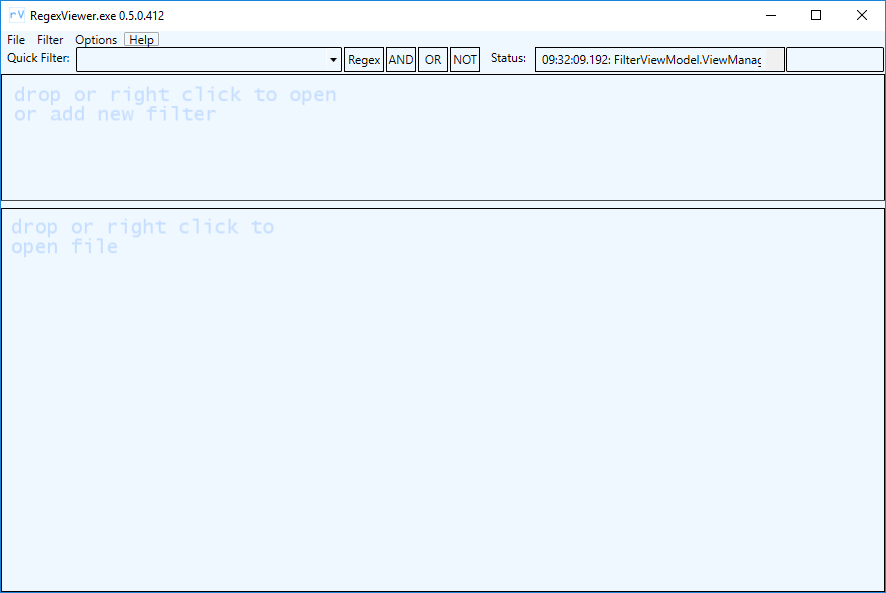 rV RegexViewer.exe 0.5.0.412
File Filter Options Help
Quick Filter: Regex AND OR NOT Status: 09:32:09.192: FilterViewModel.ViewManag
drop or right click to open
or add new filter
drop or right click to
open file